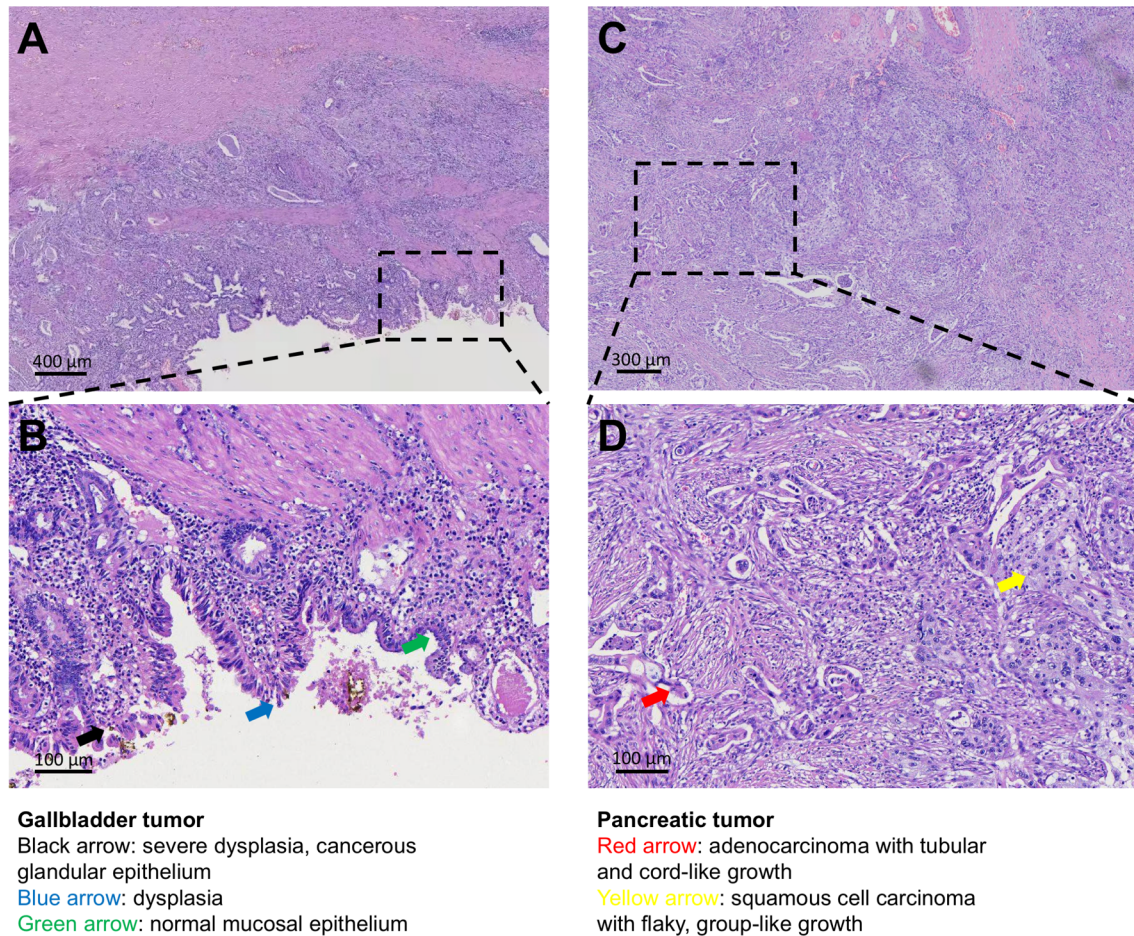 A
400 µm
B
100 µm
C
300 µm
D
100 µm
Gallbladder tumor
Black arrow: severe dysplasia, cancerous
glandular epithelium
Blue arrow: dysplasia
Green arrow: normal mucosal epithelium
Pancreatic tumor
Red arrow: adenocarcinoma with tubular
and cord-like growth
Yellow arrow: squamous cell carcinoma
with flaky, group-like growth